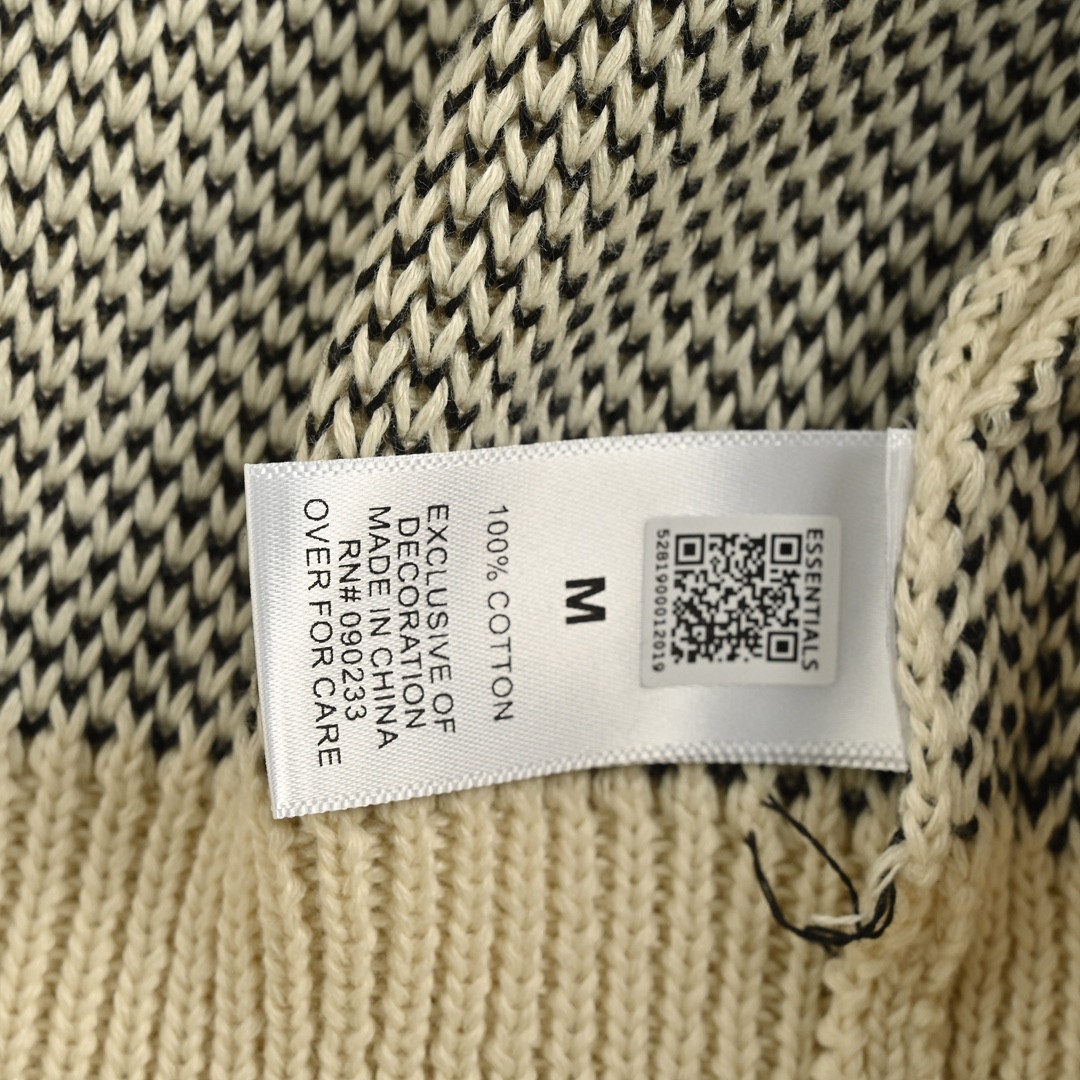 ESSENTIALS
5281900012019
M
100% COTTON
EXCLUSIVE OF
DECORATION
MADE IN CHINA
RN# 090233
OVER FOR CARE